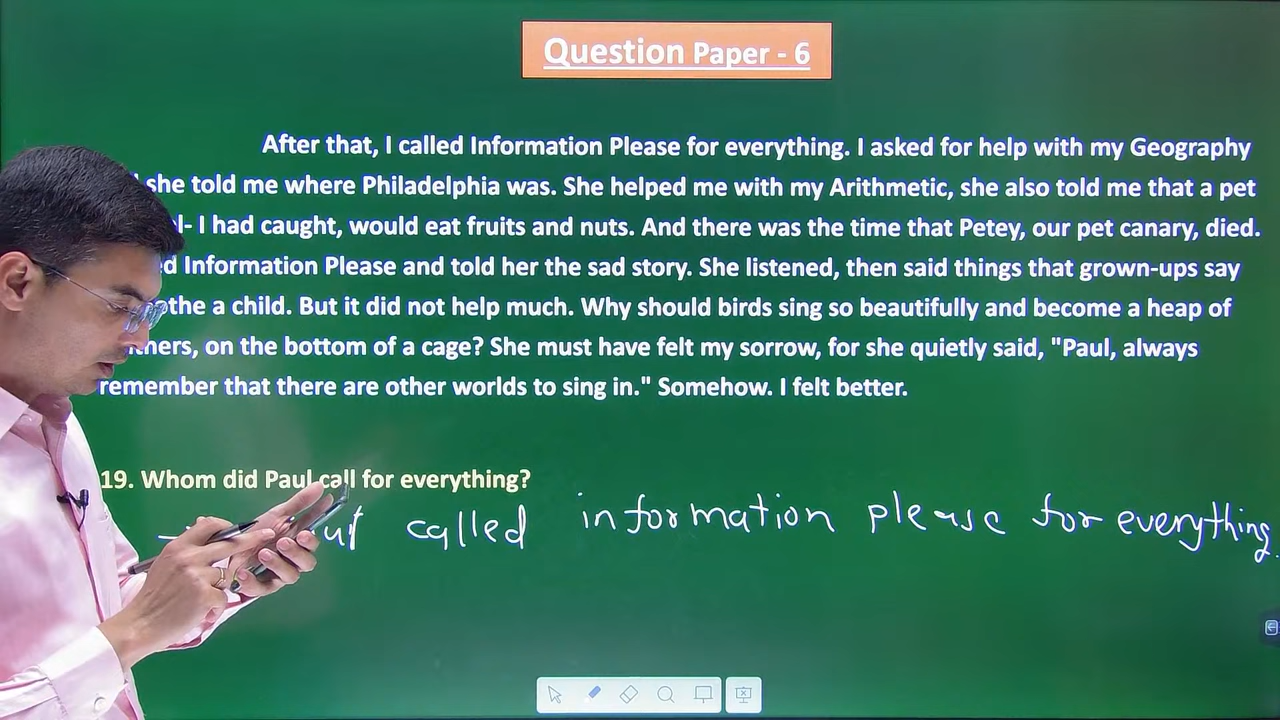 Question Paper - 6
After that, I called Information Please for everything. I asked for help with my Geography
she told me where Philadelphia was. She helped me with my Arithmetic, she also told me that a pet
I had caught, would eat fruits and nuts. And there was the time that Petey, our pet canary, died.
Information Please and told her the sad story. She listened, then said things that grown-ups say
a child. But it did not help much. Why should birds sing so beautifully and become a heap of
on the bottom of a cage? She must have felt my sorrow, for she quietly said, "Paul, always
remember that there are other worlds to sing in." Somehow. I felt better.
19. Whom did Paul call for everything?
called information please for everything.